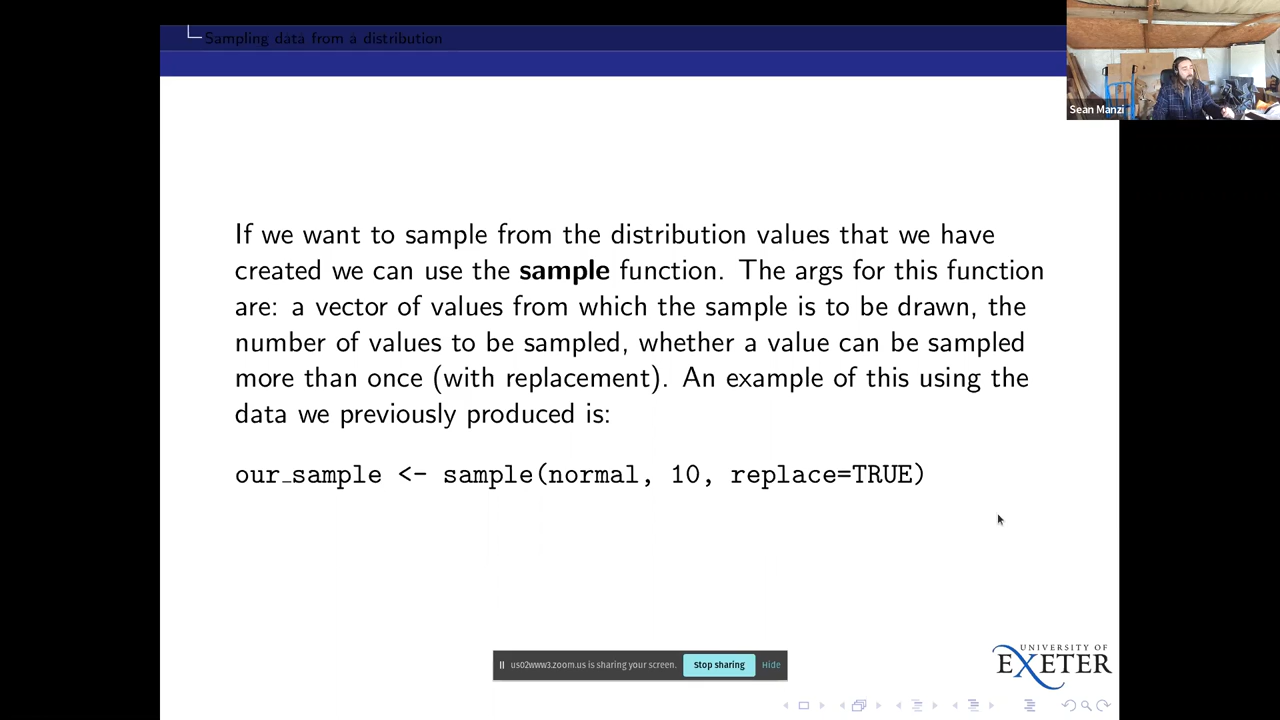 Sampling data from a distribution
Sean Manzi
If we want to sample from the distribution values that we have
created we can use the sample function. The args for this function
are: a vector of values from which the sample is to be drawn, the
number of values to be sampled, whether a value can be sampled
more than once (with replacement). An example of this using the
data we previously produced is:
our_sample <- sample(normal, 10, replace=TRUE)
UNIVERSITY OF
EXETER
us02www3.zoom.us is sharing your screen. Stop sharing Hide